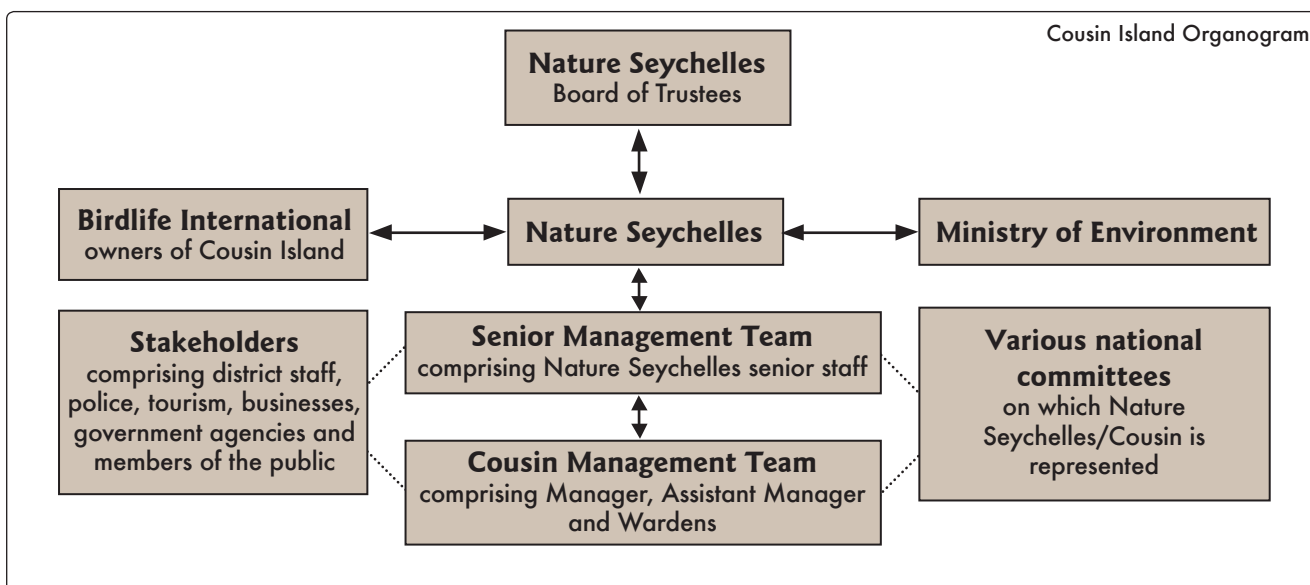 Cousin Island Organogram
Nature Seychelles
Board of Trustees
Birdlife International
owners of Cousin Island
Nature Seychelles
Ministry of Environment
Stakeholders
comprising district staff,
police, tourism, businesses,
government agencies and
members of the public
Senior Management Team
comprising Nature Seychelles senior staff
Various national
committees
on which Nature
Seychelles/Cousin is
represented
Cousin Management Team
comprising Manager, Assistant Manager
and Wardens